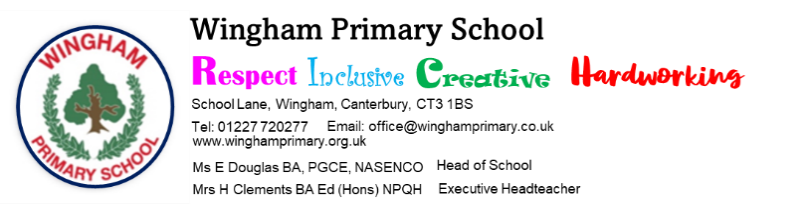 WINGHAM
PRIMARY SCHOOL
Wingham Primary School
Respect Inclusive Creative Hardworking
School Lane, Wingham, Canterbury, CT3 1BS
Tel: 01227 720277 Email: office@winghamprimary.co.uk
www.winghamprimary.org.uk
Ms E Douglas BA, PGCE, NASENCO Head of School
Mrs H Clements BA Ed (Hons) NPQH Executive Headteacher